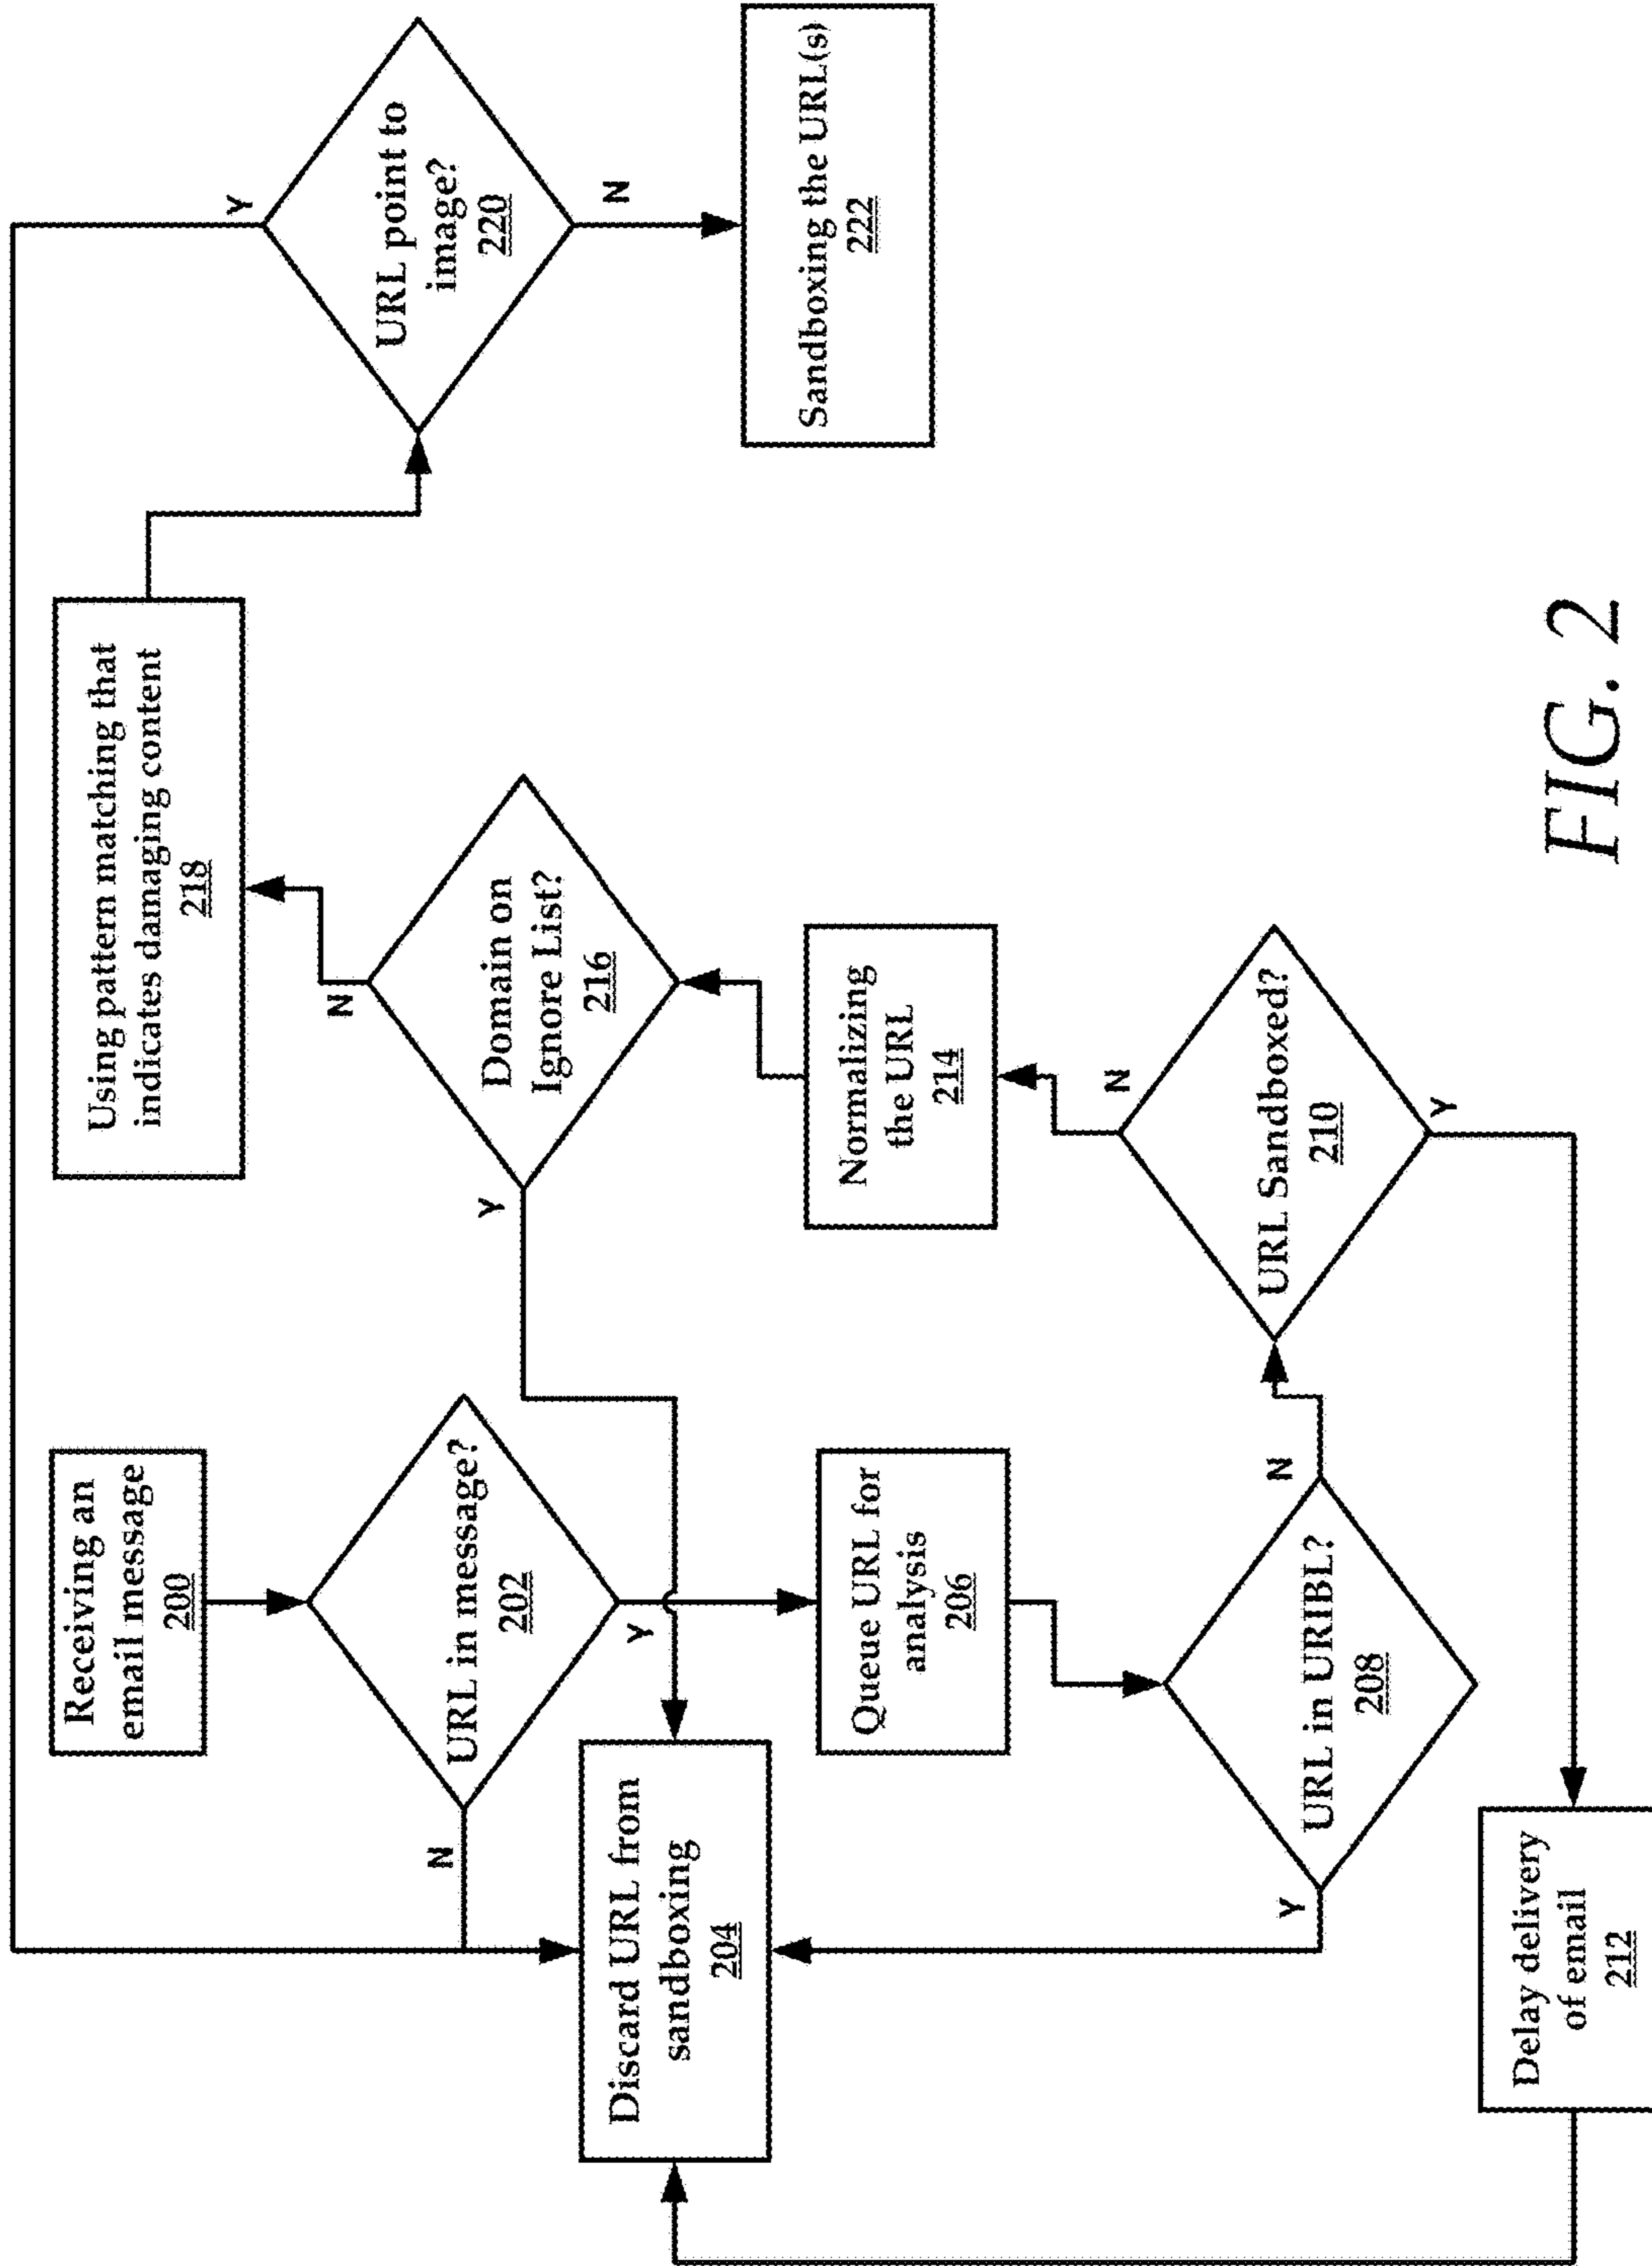 Receiving an
email message
200
URL in message?
202
N
Y
Discard URL from
sandboxing
204
Queue URL for
analysis
206
URL in URIBL?
208
Y
N
URL Sandboxed?
210
N
Y
Delay delivery
of email
212
Normalizing
the URL
214
Domain on
Ignore List?
216
Y
N
Using pattern matching that
indicates damaging content
218
URL point to
image?
220
Y
N
Sandboxing the URL(s)
222
FIG. 2